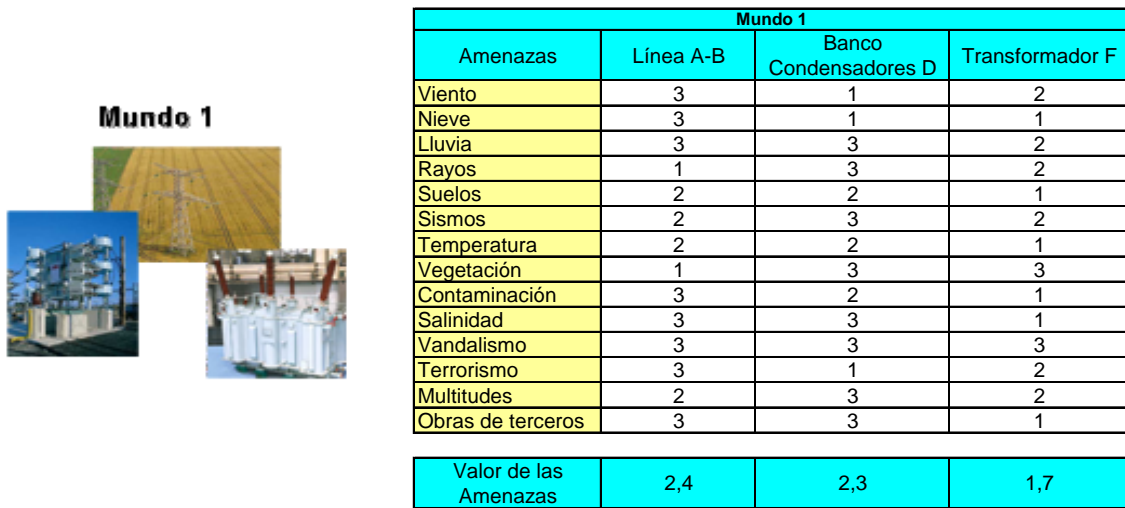 Mundo 1
Mundo 1
Amenazas Línea A-B Banco Condensadores D Transformador F
Viento 3 1 2
Nieve 3 1 1
Lluvia 3 3 2
Rayos 1 3 2
Suelos 2 2 1
Sismos 2 3 2
Temperatura 2 2 1
Vegetación 1 3 3
Contaminación 3 2 1
Salinidad 3 3 1
Vandalismo 3 3 3
Terrorismo 3 1 2
Multitudes 2 3 2
Obras de terceros 3 3 1
Valor de las Amenazas 2,4 2,3 1,7